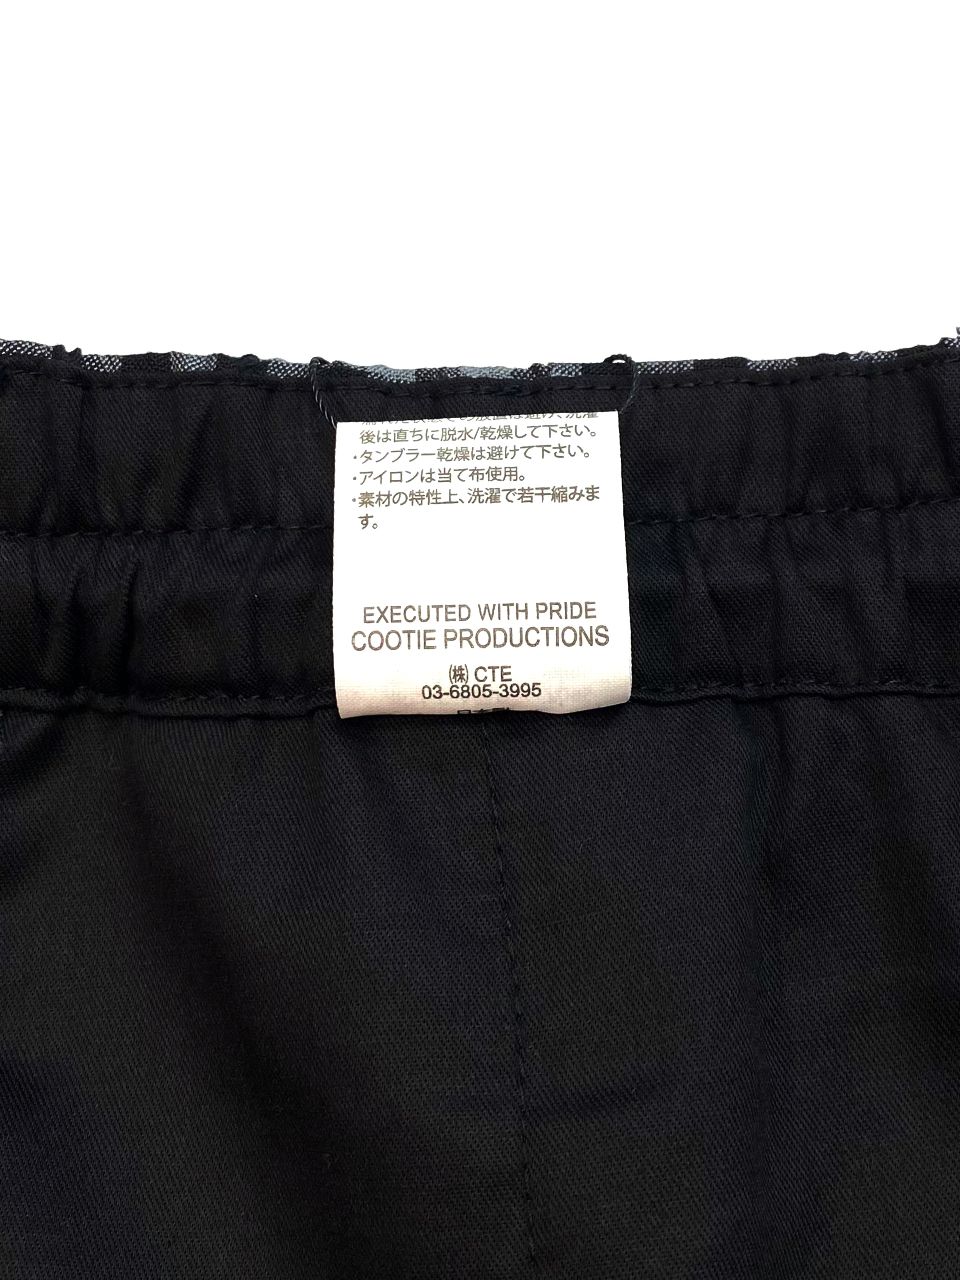 後は直ちに脱水/乾燥して下さい。
・タンブラー乾燥は避けて下さい。
・アイロンは当て布使用。
・素材の特性上、洗濯で若干縮みま
す。
EXECUTED WITH PRIDE
COOTIE PRODUCTIONS
㈱ CTE
03-6805-3995